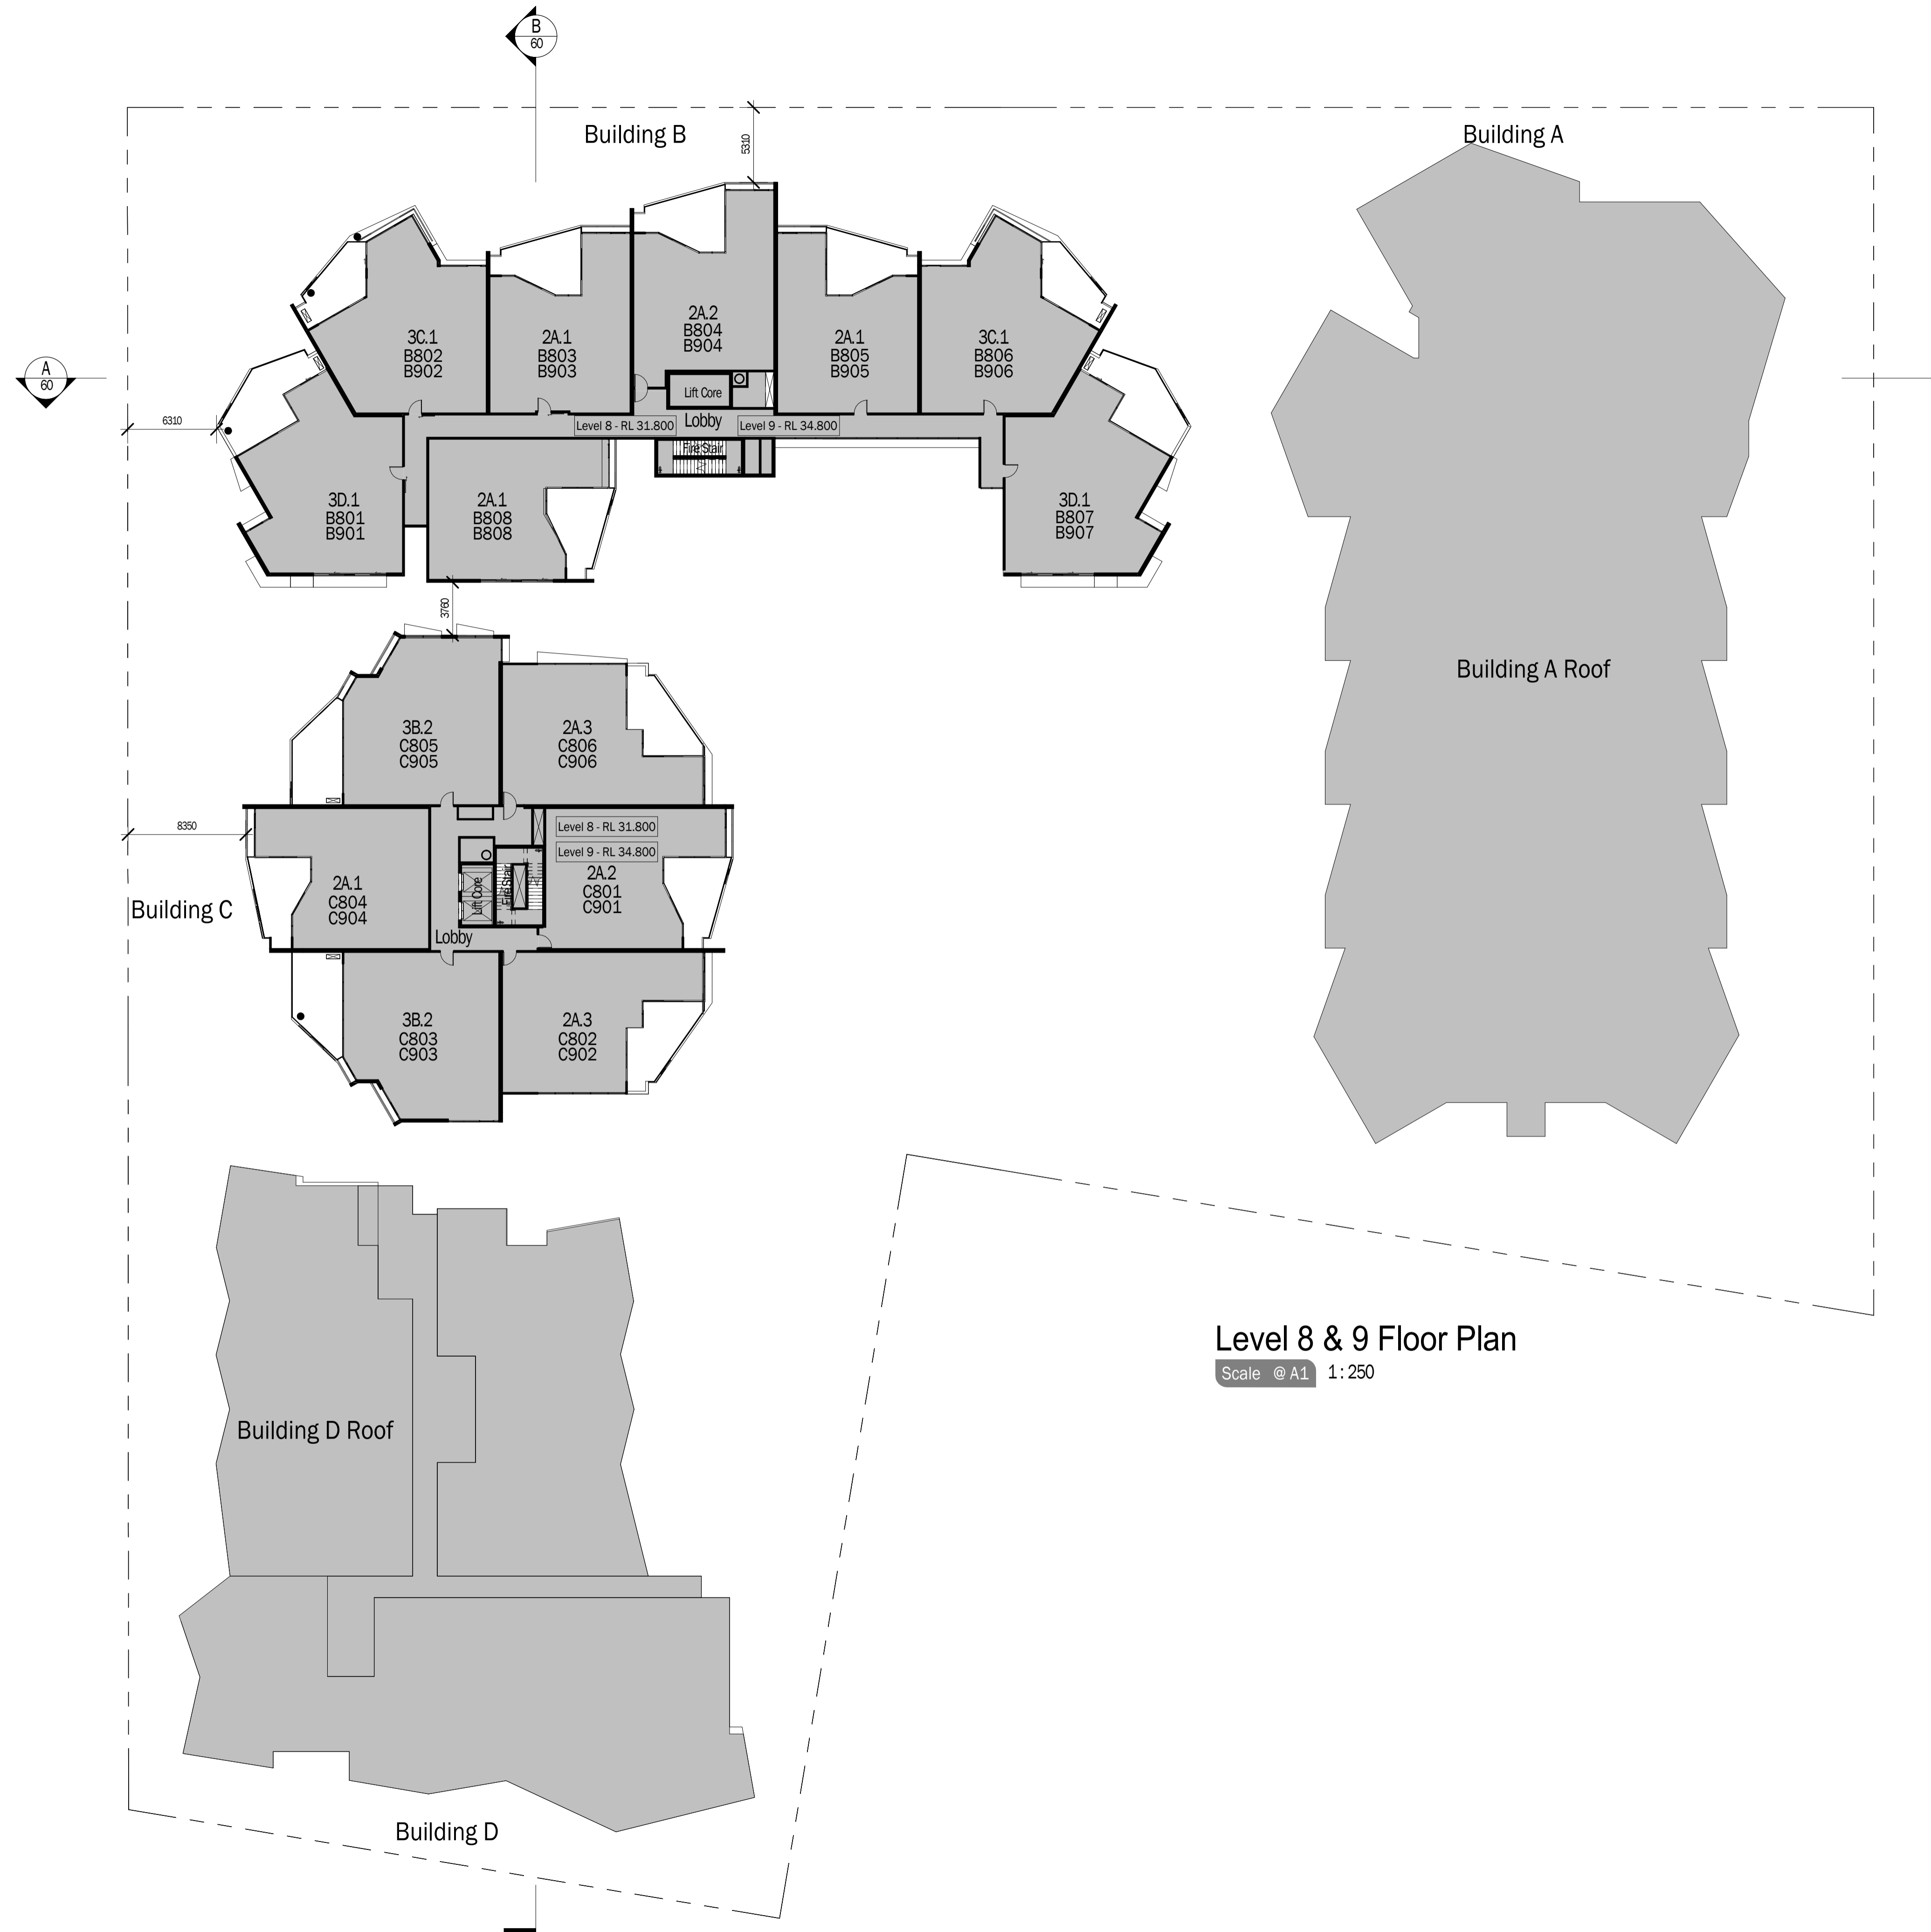 B
60
Building B
Building A
5310
A
60
6310
3C.1
B802
B902
2A.1
B803
B903
2A.2
B804
B904
2A.1
B805
B905
3C.1
B806
B906
Lift Core
Lobby
Level 8 - RL 31.800
Level 9 - RL 34.800
Fire Stair
3D.1
B801
B901
2A.1
B808
B808
3D.1
B807
B907
3760
Building A Roof
3B.2
C805
C905
2A.3
C806
C906
8350
Level 8 - RL 31.800
Level 9 - RL 34.800
2A.1
C804
C904
Lift Core
Fire Stair
2A.2
C801
C901
Building C
Lobby
3B.2
C803
C903
2A.3
C802
C902
Level 8 & 9 Floor Plan
Scale @ A1 1 : 250
Building D Roof
Building D